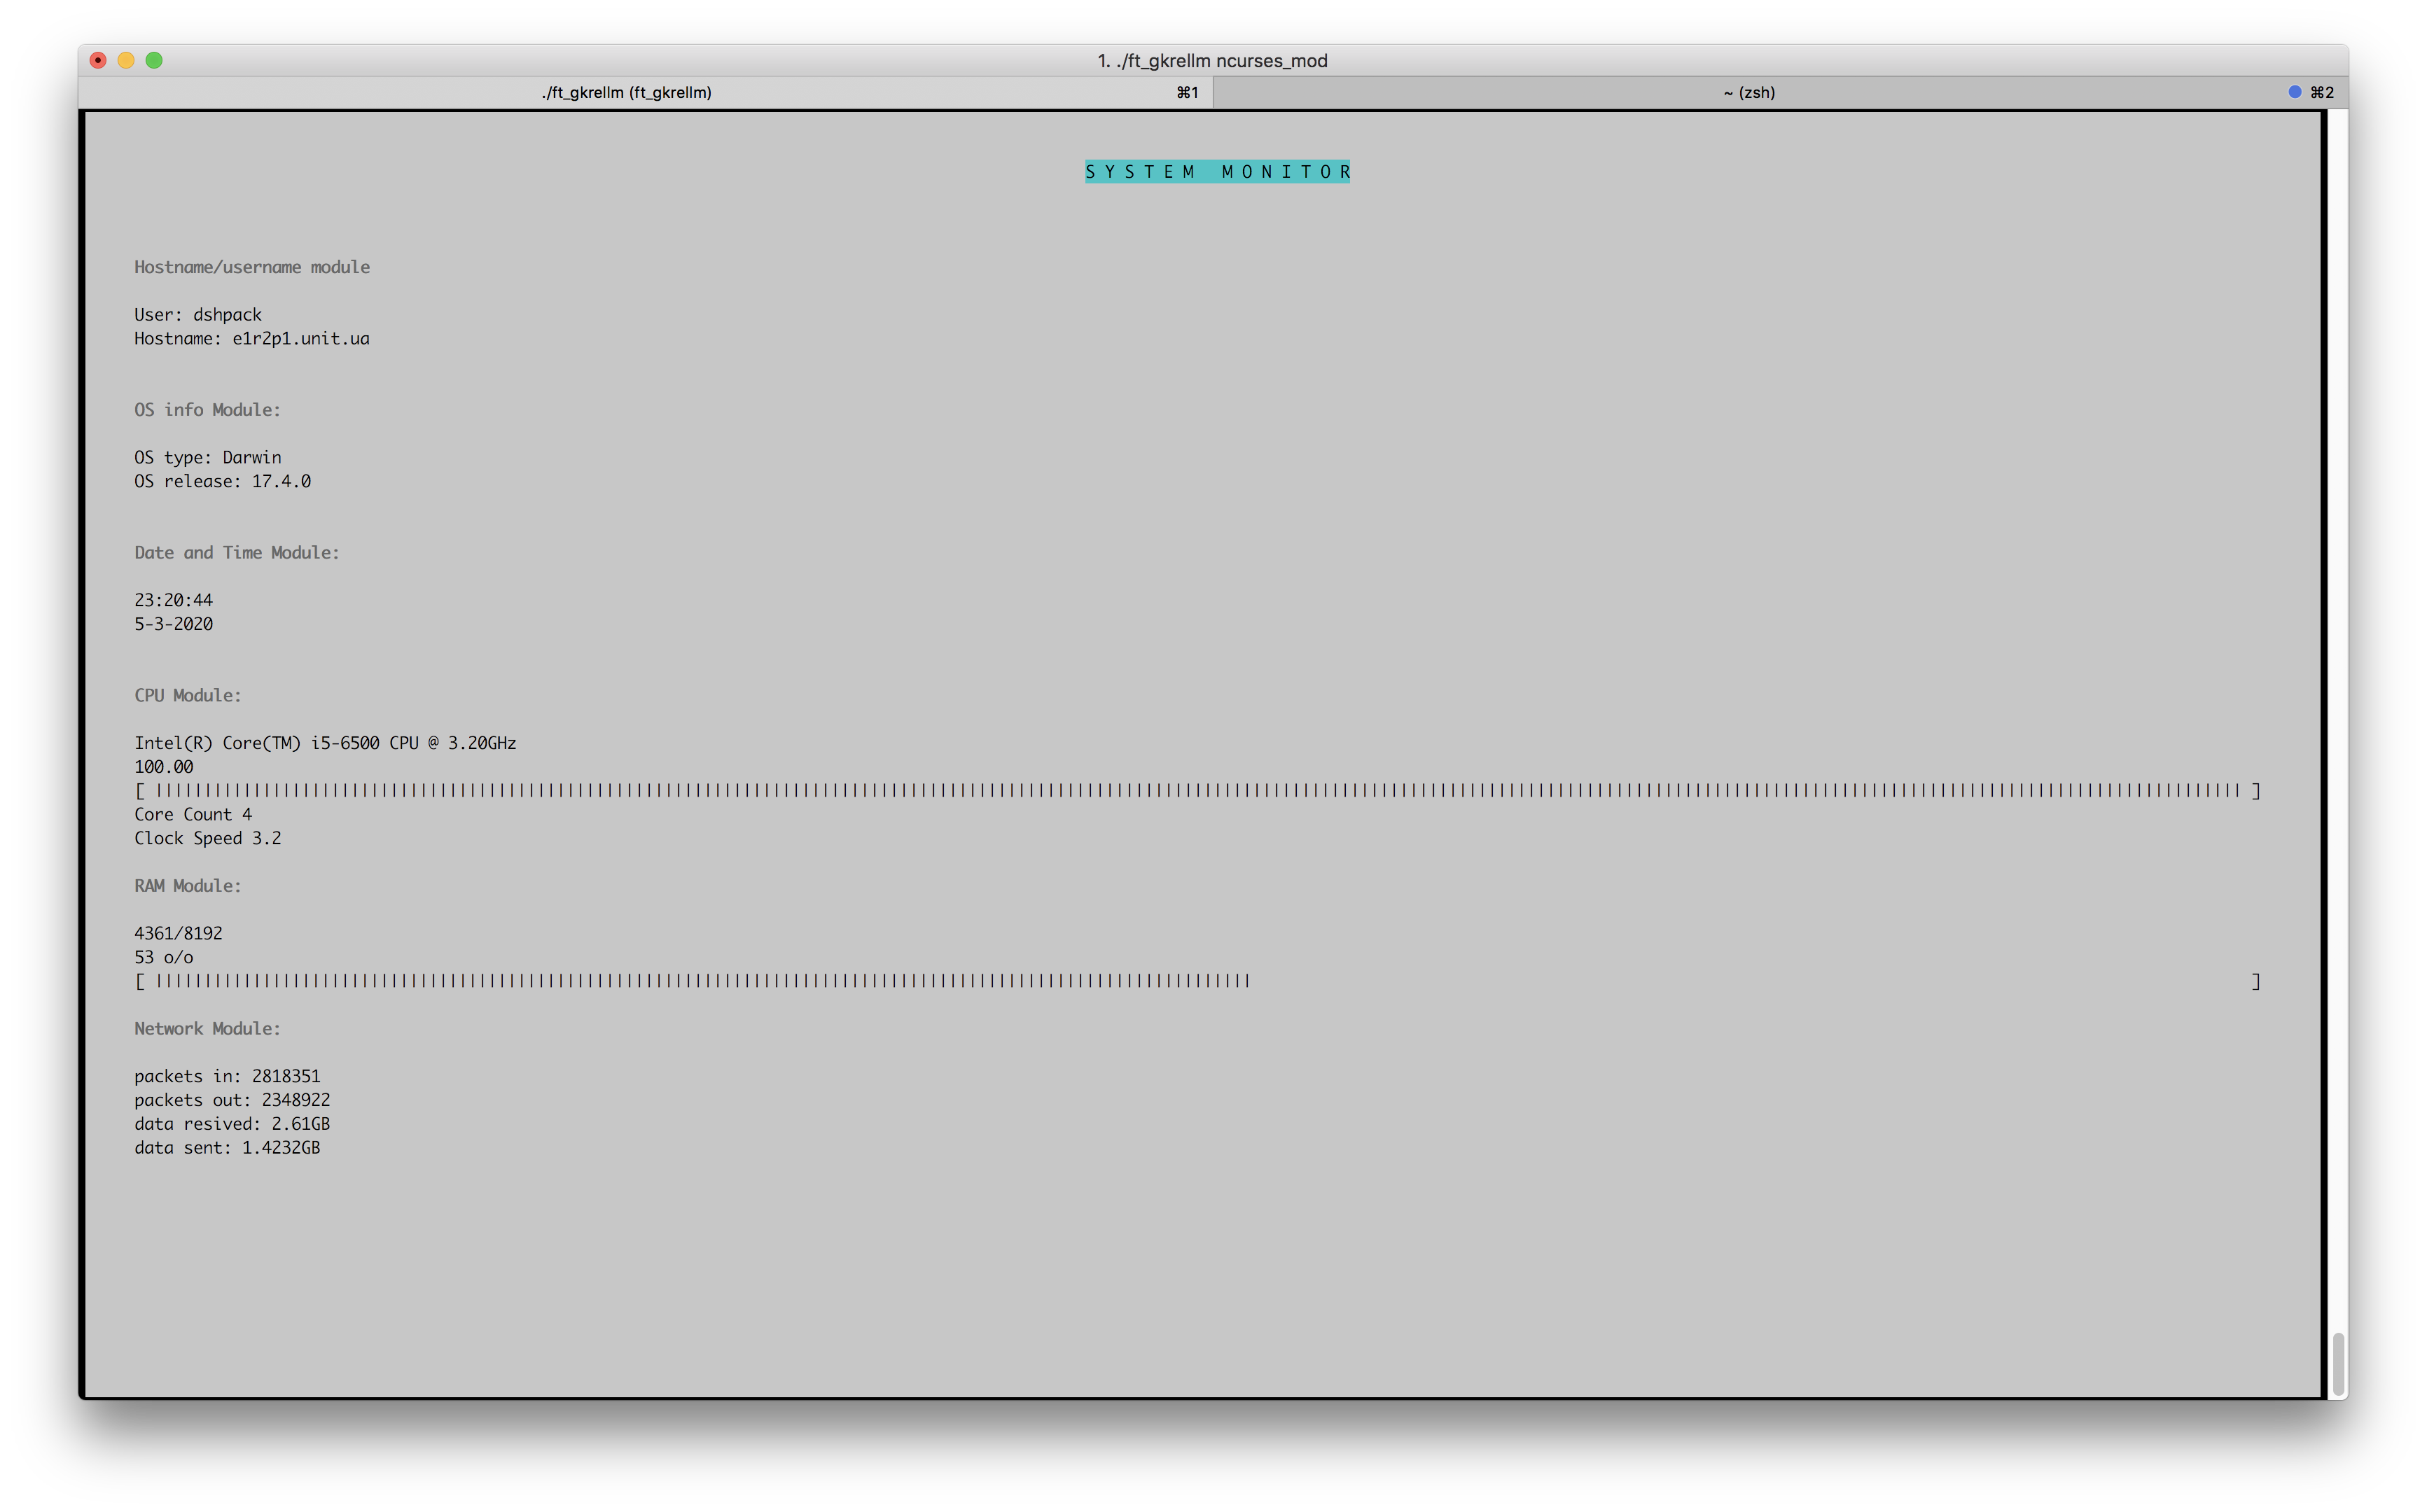 1. ./ft_gkrellm ncurses_mod
./ft_gkrellm (ft_gkrellm) ⌘1 ~ (zsh) ⌘2
S Y S T E M   M O N I T O R
Hostname/username module
User: dshpack
Hostname: e1r2p1.unit.ua
OS info Module:
OS type: Darwin
OS release: 17.4.0
Date and Time Module:
23:20:44
5-3-2020
CPU Module:
Intel(R) Core(TM) i5-6500 CPU @ 3.20GHz
100.00
Core Count 4
Clock Speed 3.2
RAM Module:
4361/8192
53 o/o
Network Module:
packets in: 2818351
packets out: 2348922
data resived: 2.61GB
data sent: 1.4232GB